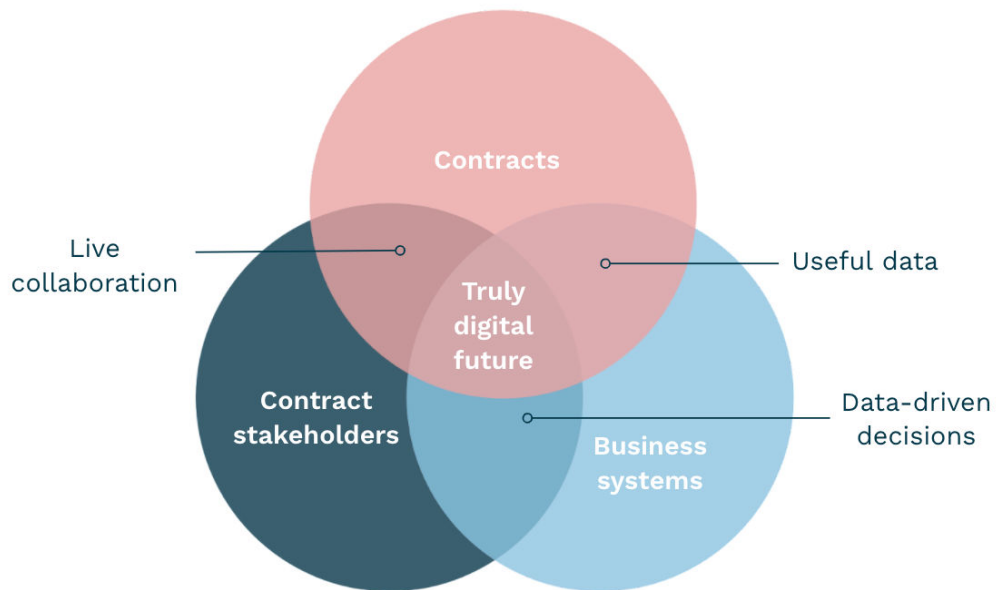 Contracts
Live
collaboration
Useful data
Truly
digital
future
Contract
stakeholders
Data-driven
decisions
Business
systems